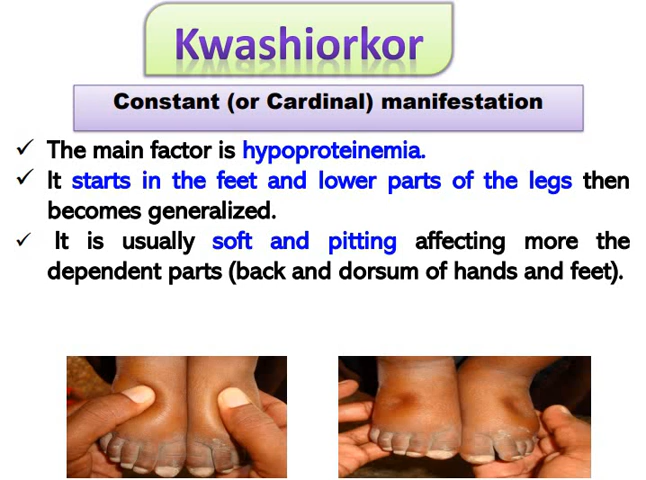 Kwashiorkor
Constant (or Cardinal) manifestation
✓ The main factor is hypoproteinemia.
✓ It starts in the feet and lower parts of the legs then
becomes generalized.
✓ It is usually soft and pitting affecting more the
dependent parts (back and dorsum of hands and feet).